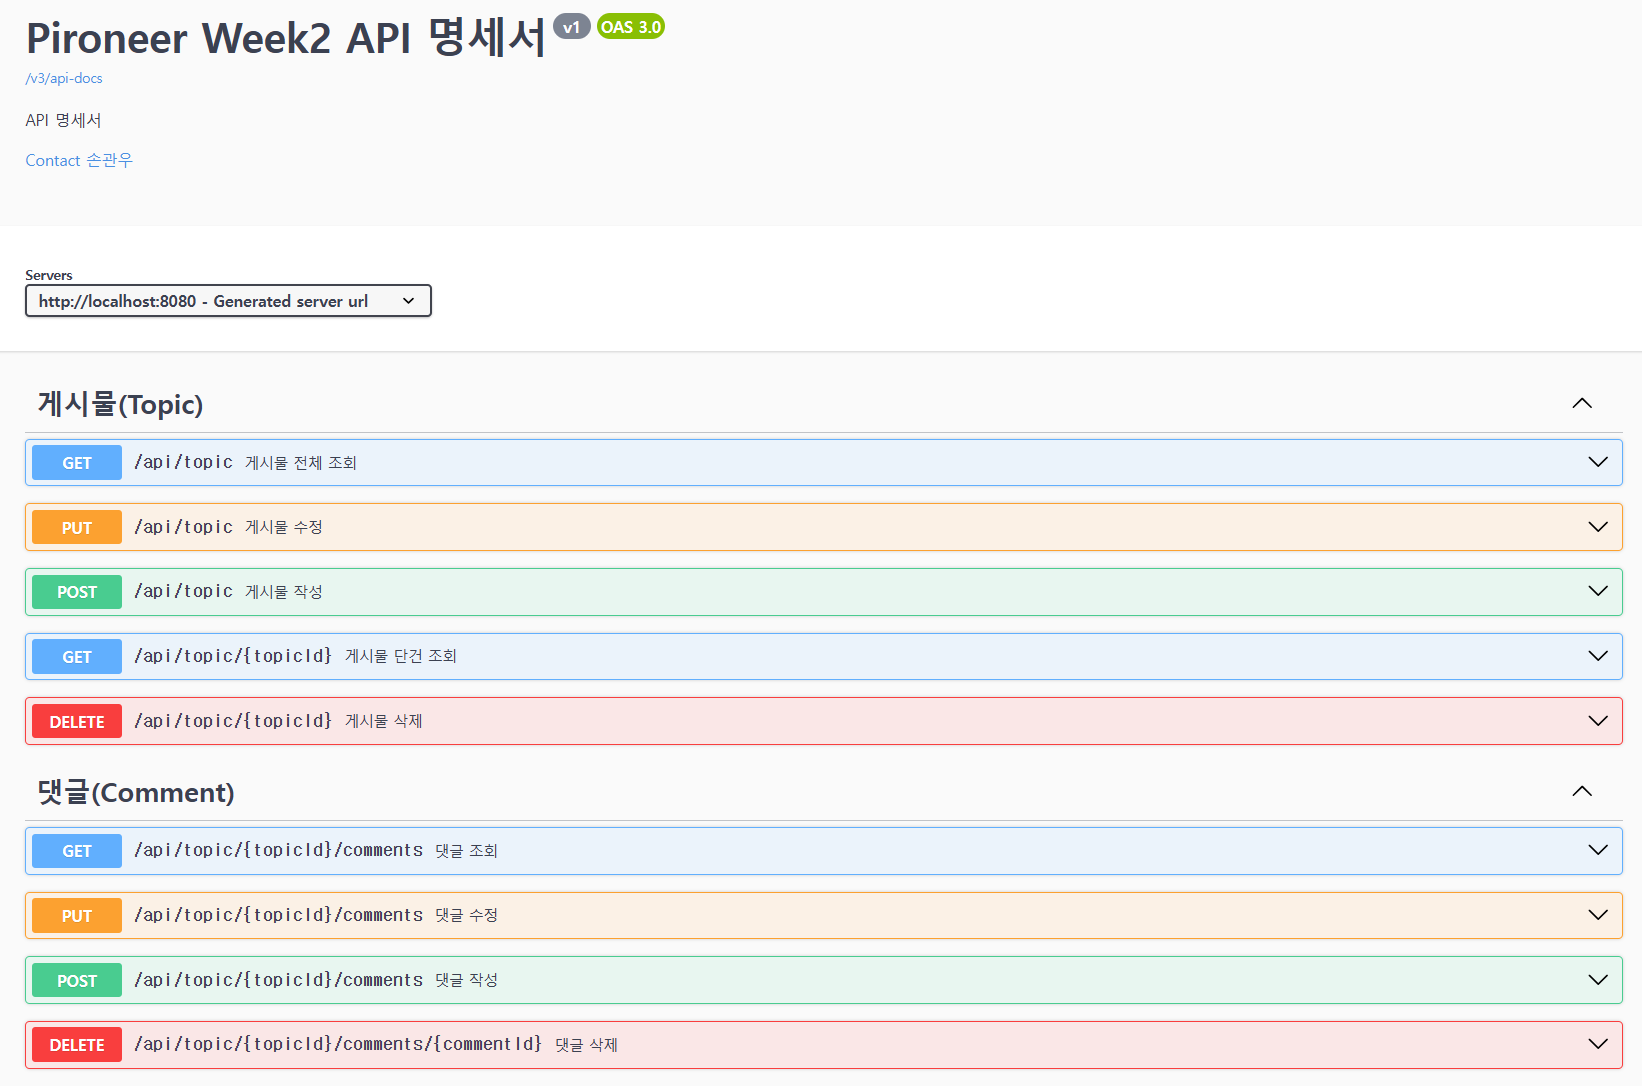 Pironeer Week2 API 명세서 v1 OAS 3.0
/v3/api-docs
API 명세서
Contact 손관우
Servers
http://localhost:8080 - Generated server url
게시물(Topic)
GET /api/topic 게시물 전체 조회
PUT /api/topic 게시물 수정
POST /api/topic 게시물 작성
GET /api/topic/{topicId} 게시물 단건 조회
DELETE /api/topic/{topicId} 게시물 삭제
댓글(Comment)
GET /api/topic/{topicId}/comments 댓글 조회
PUT /api/topic/{topicId}/comments 댓글 수정
POST /api/topic/{topicId}/comments 댓글 작성
DELETE /api/topic/{topicId}/comments/{commentId} 댓글 삭제